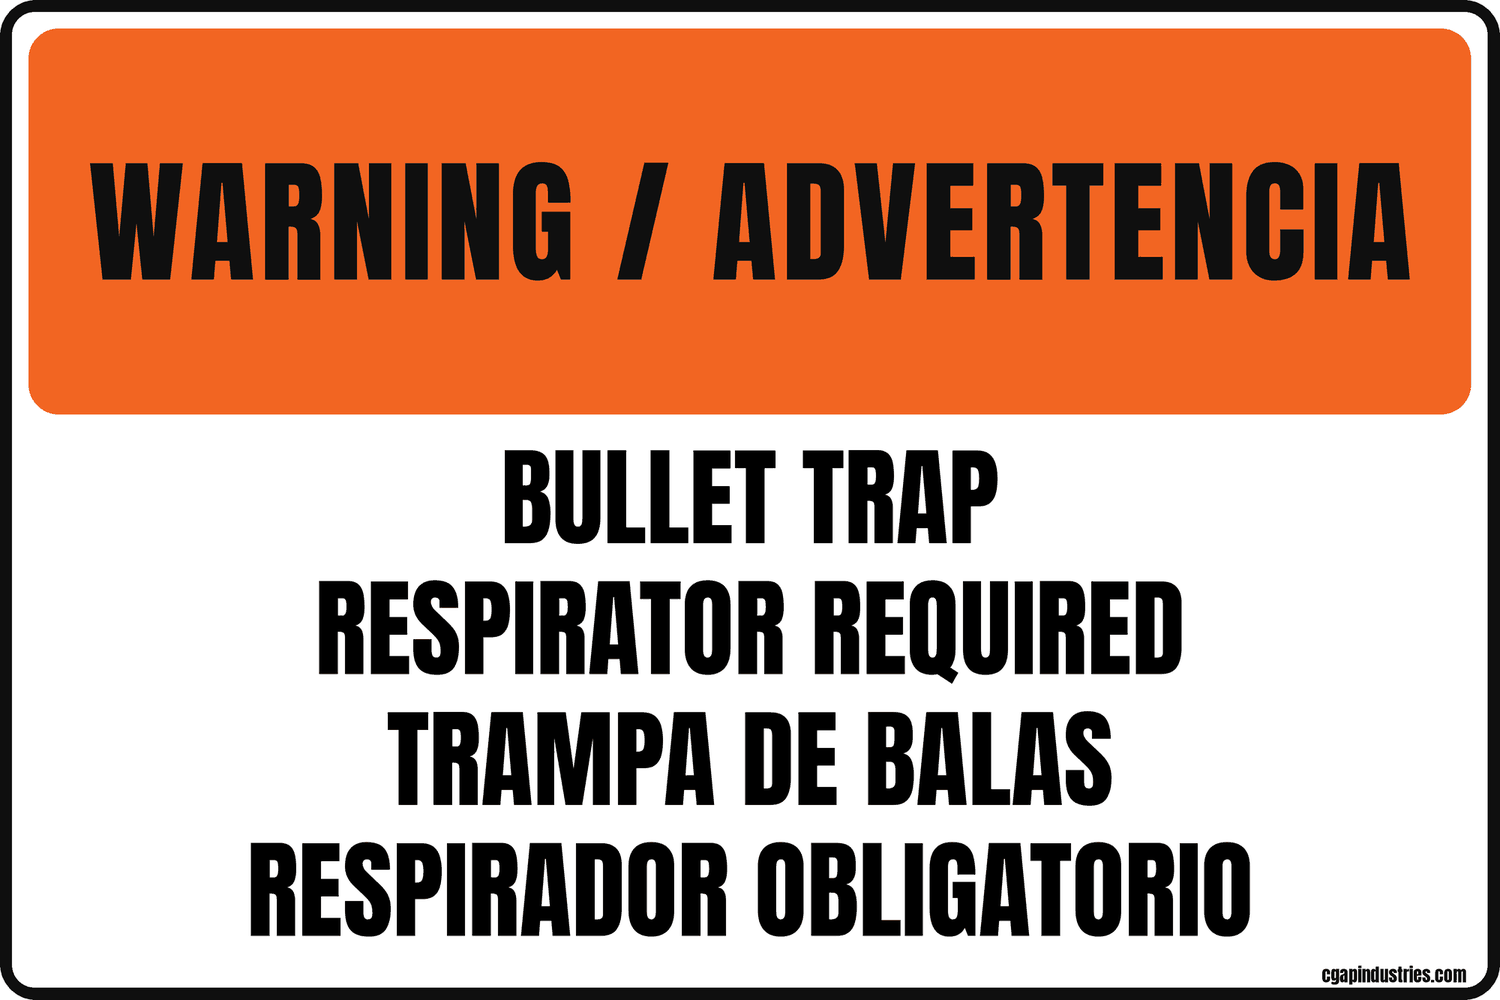 WARNING / ADVERTENCIA
BULLET TRAP
RESPIRATOR REQUIRED
TRAMPA DE BALAS
RESPIRADOR OBLIGATORIO
cgapindustries.com